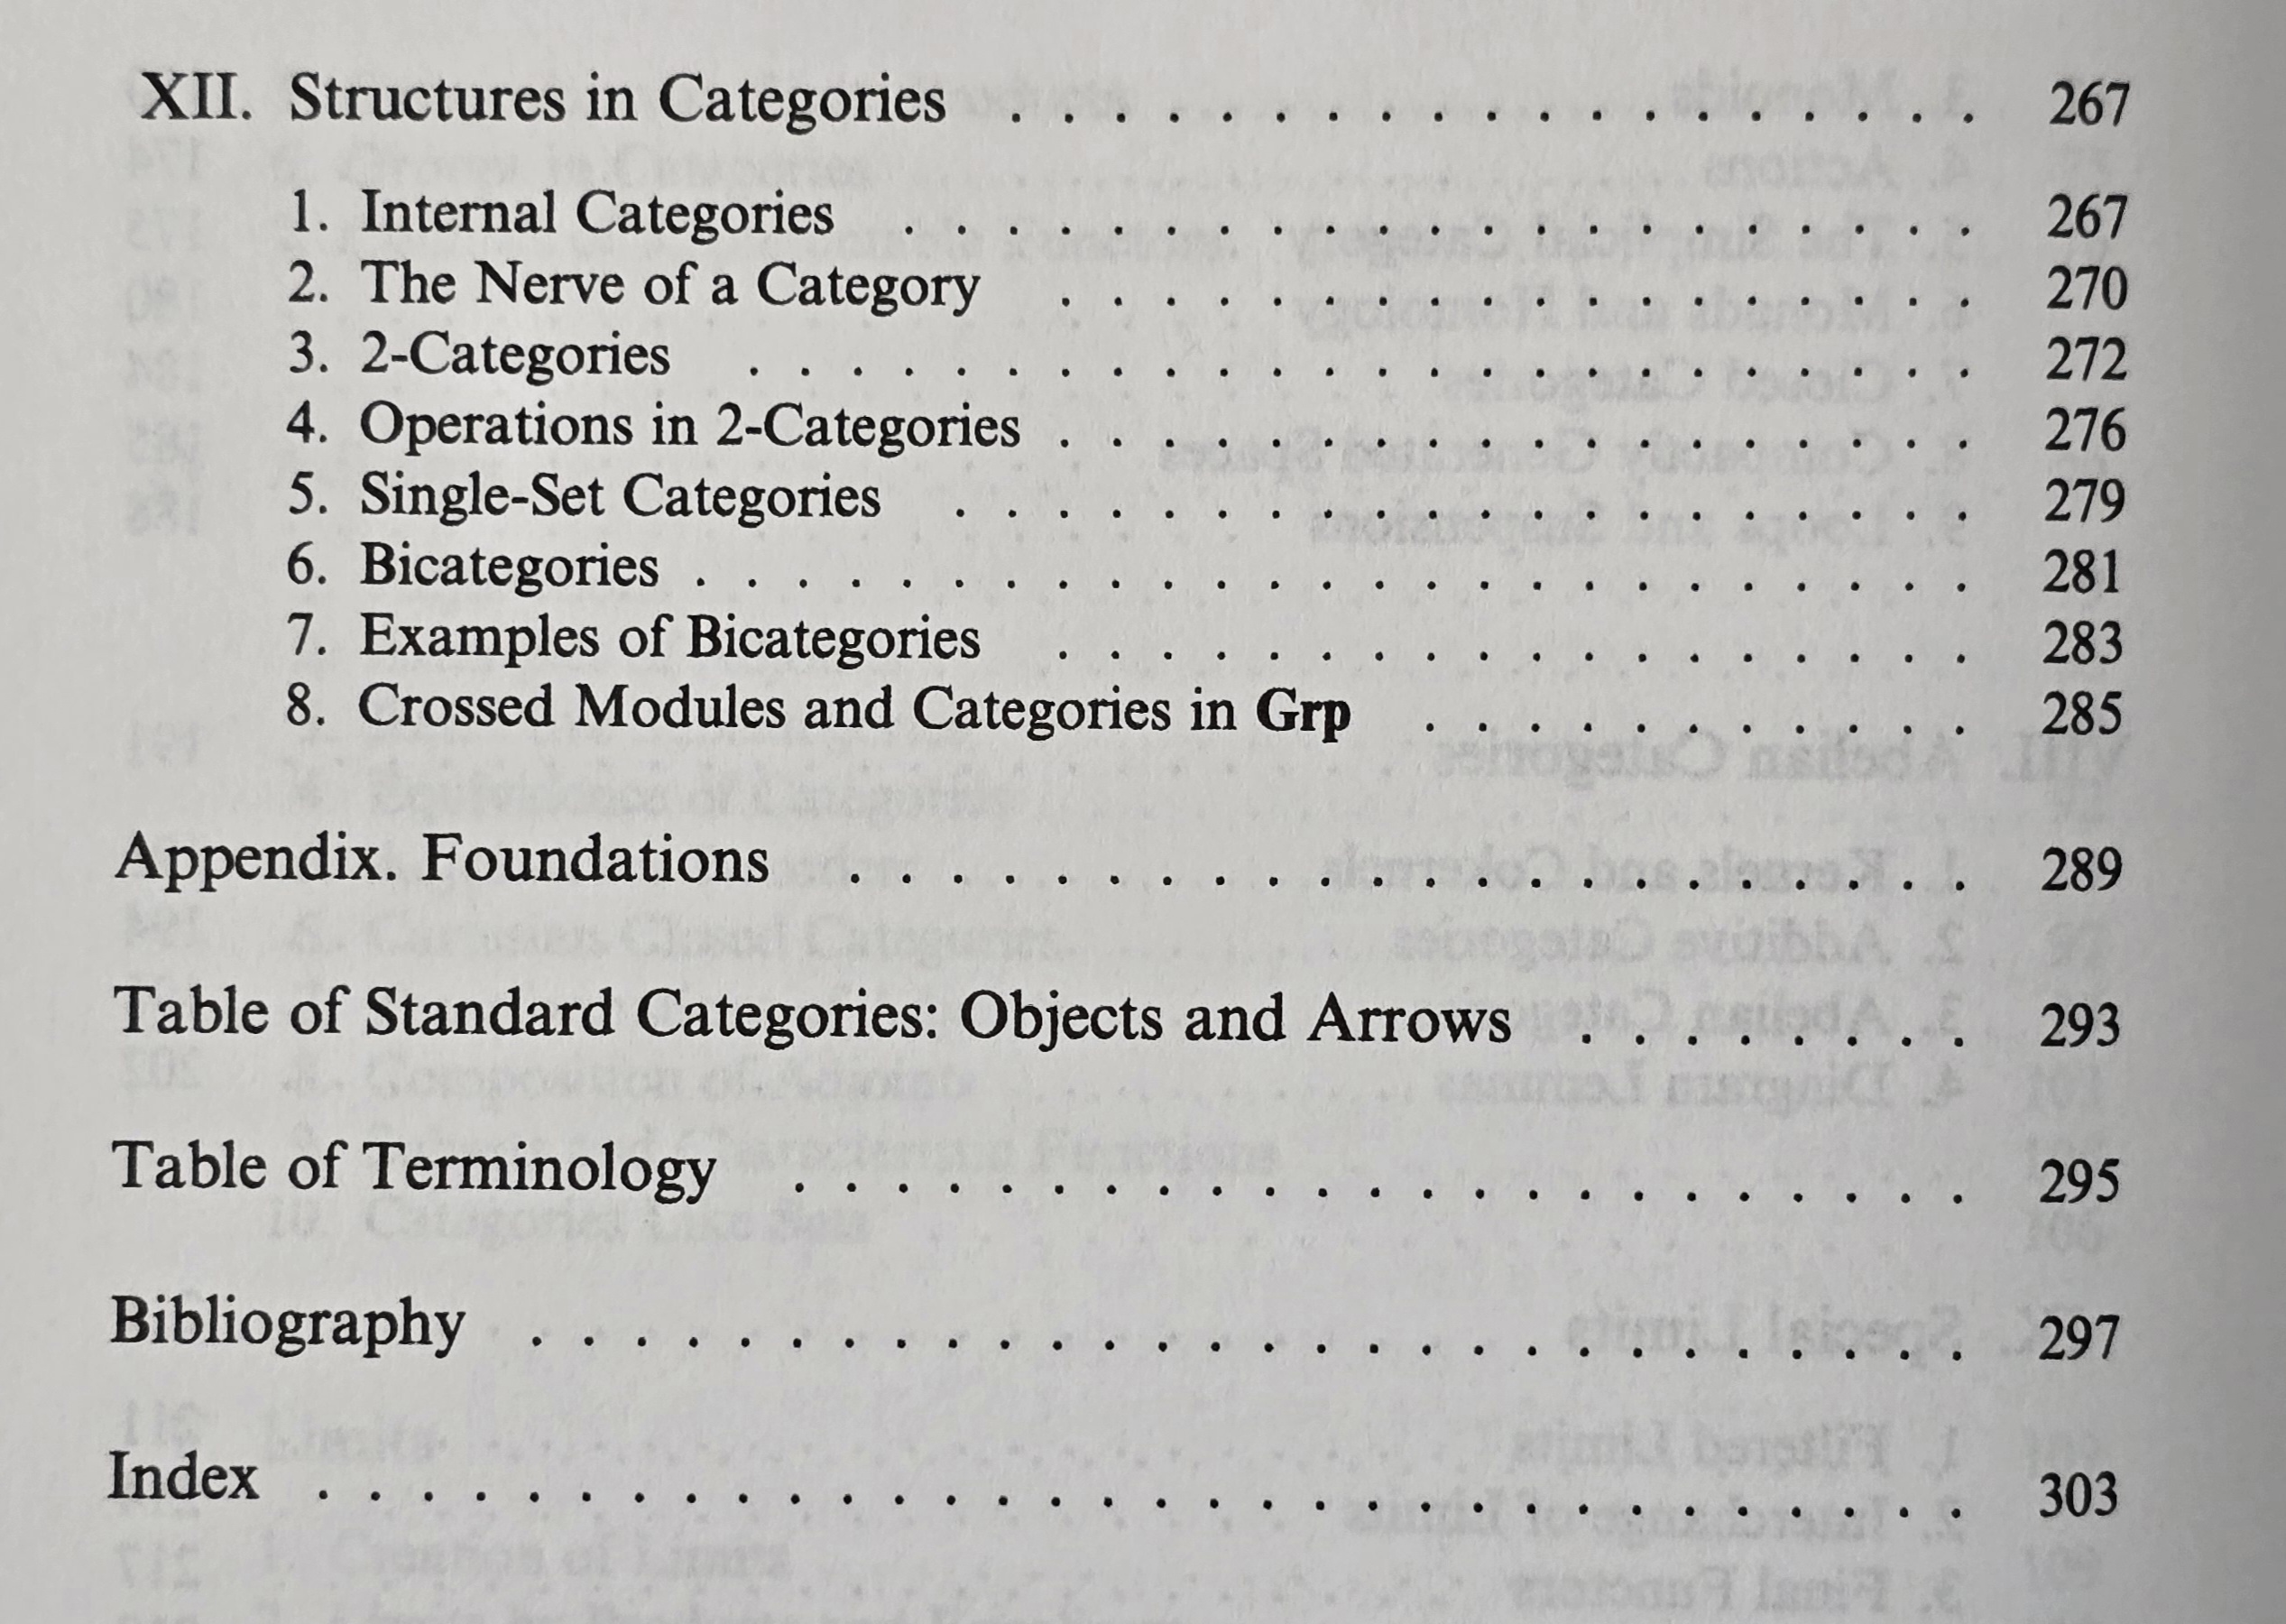 XII. Structures in Categories . . . . . . . . . . . . . . . . . . . 267
1. Internal Categories . . . . . . . . . . . . . . . . . . . . . 267
2. The Nerve of a Category . . . . . . . . . . . . . . . . . . 270
3. 2-Categories . . . . . . . . . . . . . . . . . . . . . . . . 272
4. Operations in 2-Categories . . . . . . . . . . . . . . . . . . 276
5. Single-Set Categories . . . . . . . . . . . . . . . . . . . . 279
6. Bicategories . . . . . . . . . . . . . . . . . . . . . . . . . 281
7. Examples of Bicategories . . . . . . . . . . . . . . . . . . 283
8. Crossed Modules and Categories in Grp . . . . . . . . . . . 285
Appendix. Foundations . . . . . . . . . . . . . . . . . . . . . . 289
Table of Standard Categories: Objects and Arrows . . . . . . . . 293
Table of Terminology . . . . . . . . . . . . . . . . . . . . . . . 295
Bibliography . . . . . . . . . . . . . . . . . . . . . . . . . . . . 297
Index . . . . . . . . . . . . . . . . . . . . . . . . . . . . . . . . 303